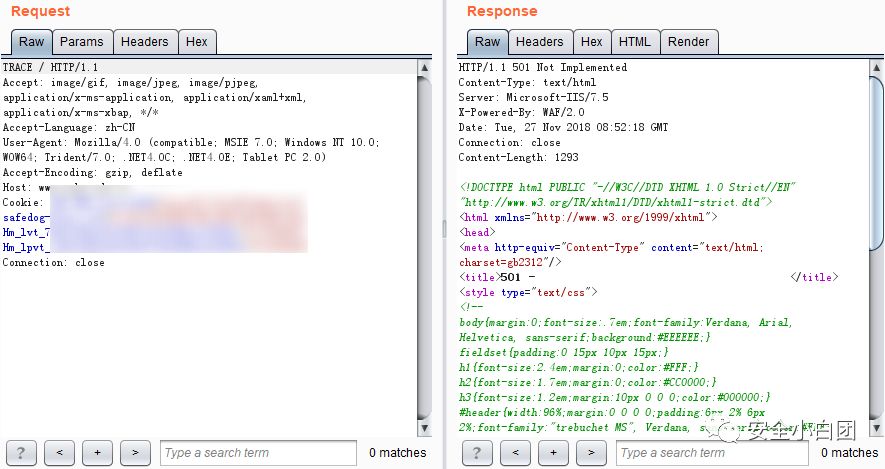 Request
Raw
Params
Headers
Hex
TRACE / HTTP/1.1
Accept: image/gif, image/jpeg, image/pjpeg,
application/x-ms-application, application/xaml+xml,
application/x-ms-xbap, */*
Accept-Language: zh-CN
User-Agent: Mozilla/4.0 (compatible; MSIE 7.0; Windows NT 10.0;
WOW64; Trident/7.0; .NET4.0C; .NET4.0E; Tablet PC 2.0)
Accept-Encoding: gzip, deflate
Host:
Cookie:
safedog-
Hm_lvt_7
Hm_lpvt_
Connection: close
?
<
+
>
Type a search term
0 matches
Response
Raw
Headers
Hex
HTML
Render
HTTP/1.1 501 Not Implemented
Content-Type: text/html
Server: Microsoft-IIS/7.5
X-Powered-By: WAF/2.0
Date: Tue, 27 Nov 2018 08:52:18 GMT
Connection: close
Content-Length: 1293
<!DOCTYPE html PUBLIC "-//W3C//DTD XHTML 1.0 Strict//EN"
"http://www.w3.org/TR/xhtml1/DTD/xhtml1-strict.dtd">
<html xmlns="http://www.w3.org/1999/xhtml">
<head>
<meta http-equiv="Content-Type" content="text/html;
charset=gb2312"/>
<title>501 - </title>
<style type="text/css">
<!--
body{margin:0;font-size:.7em;font-family:Verdana, Arial,
Helvetica, sans-serif;background:#EEEEEE;}
fieldset{padding:0 15px 10px 15px;}
h1{font-size:2.4em;margin:0;color:#FFF;}
h2{font-size:1.7em;margin:0;color:#CC0000;}
h3{font-size:1.2em;margin:10px 0 0 0;color:#000000;}
#header{width:96%;margin:0 0 0 0;padding:6px 2% 6px
2%;font-family:"trebuchet MS", Verdana,
安全小白团
?
<
+
>
Type a search term
0 matches